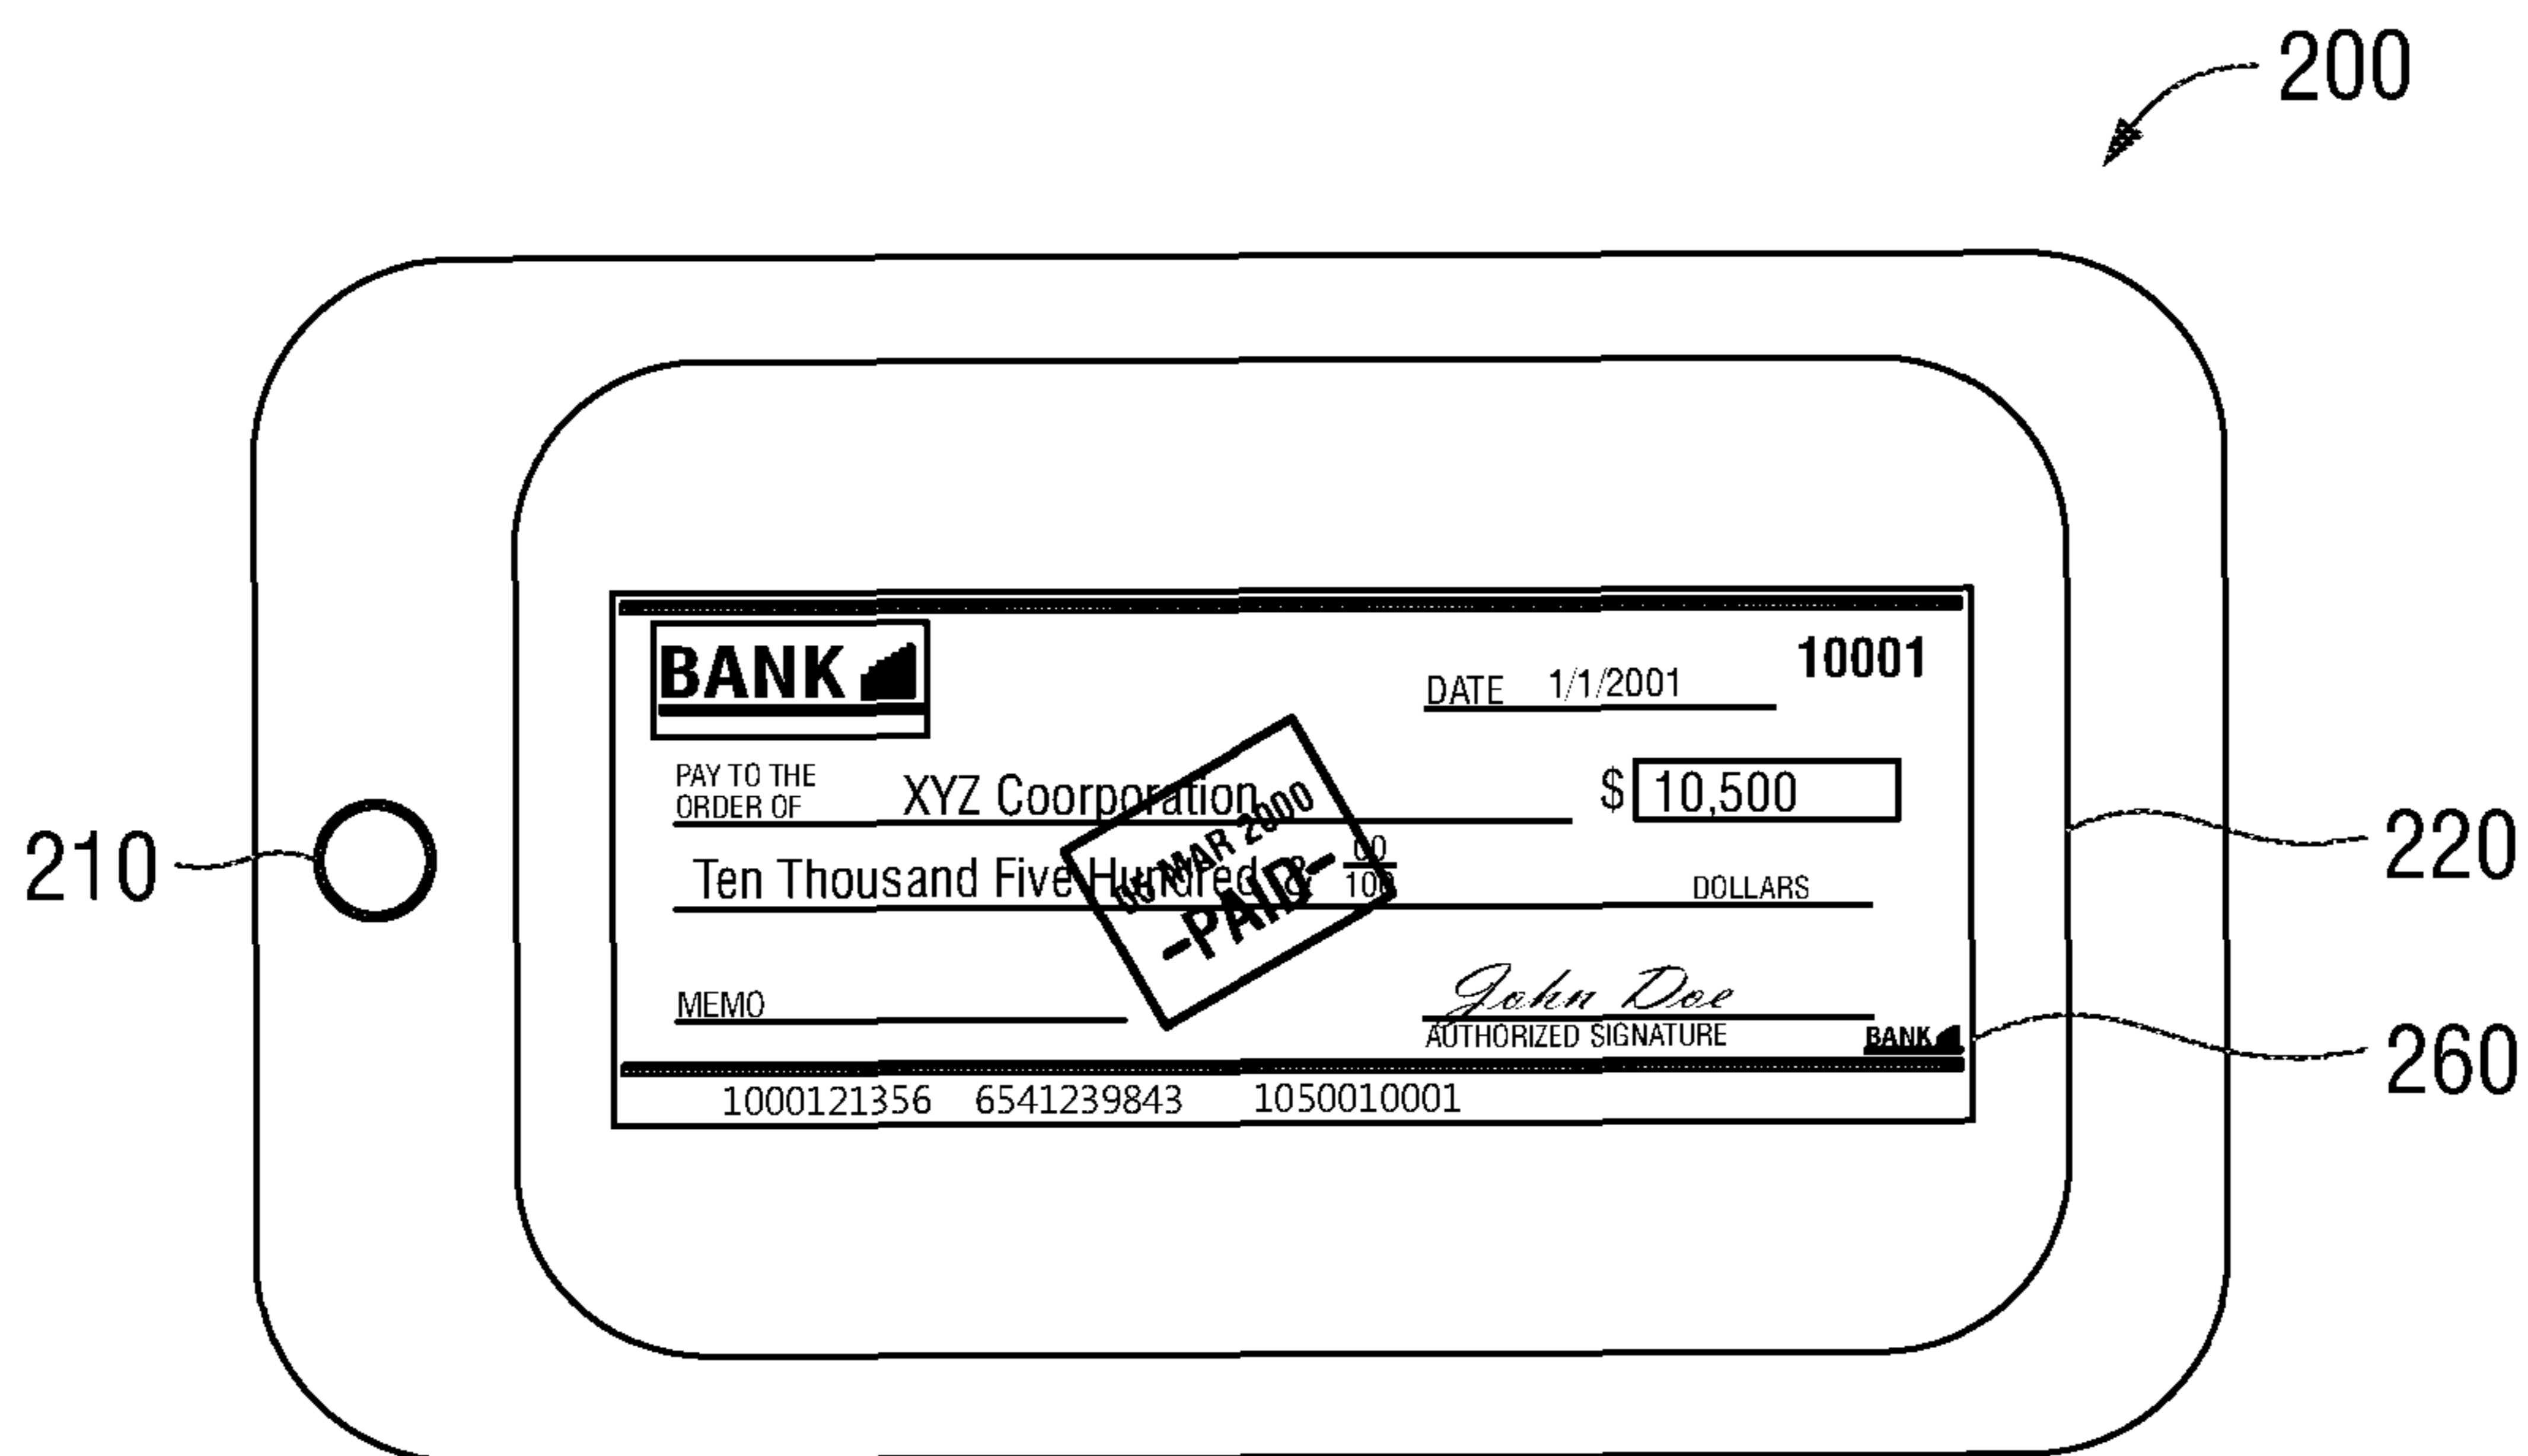 200
BANK
10001
DATE 1/1/2001
PAY TO THE
ORDER OF XYZ Coorporation
$ 10,500
05 MAR 2000
-PAID-
Ten Thousand Five Hundred & 00/100 DOLLARS
210
220
MEMO
John Doe
AUTHORIZED SIGNATURE
BANK
260
1000121356 6541239843 1050010001